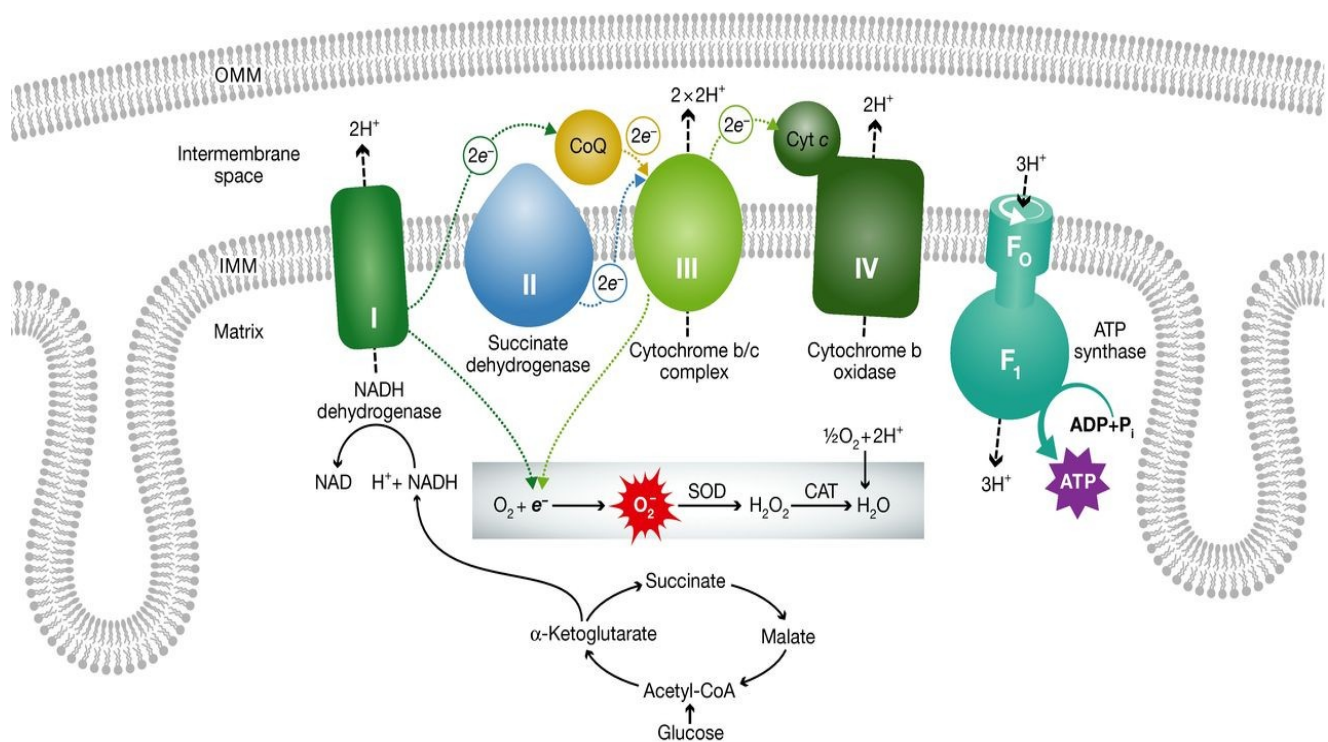 OMM
Intermembrane
space
IMM
Matrix
2H⁺
I
NADH
dehydrogenase
NAD
H⁺+ NADH
2e⁻
CoQ
2e⁻
II
2e⁻
Succinate
dehydrogenase
2×2H⁺
III
Cytochrome b/c
complex
2e⁻
Cyt c
2H⁺
IV
Cytochrome b
oxidase
3H⁺
F₀
F₁
ATP
synthase
ADP+Pᵢ
ATP
3H⁺
½O₂+2H⁺
O₂ + e⁻
O₂⁻
SOD
H₂O₂
CAT
H₂O
Succinate
α-Ketoglutarate
Malate
Acetyl-CoA
Glucose